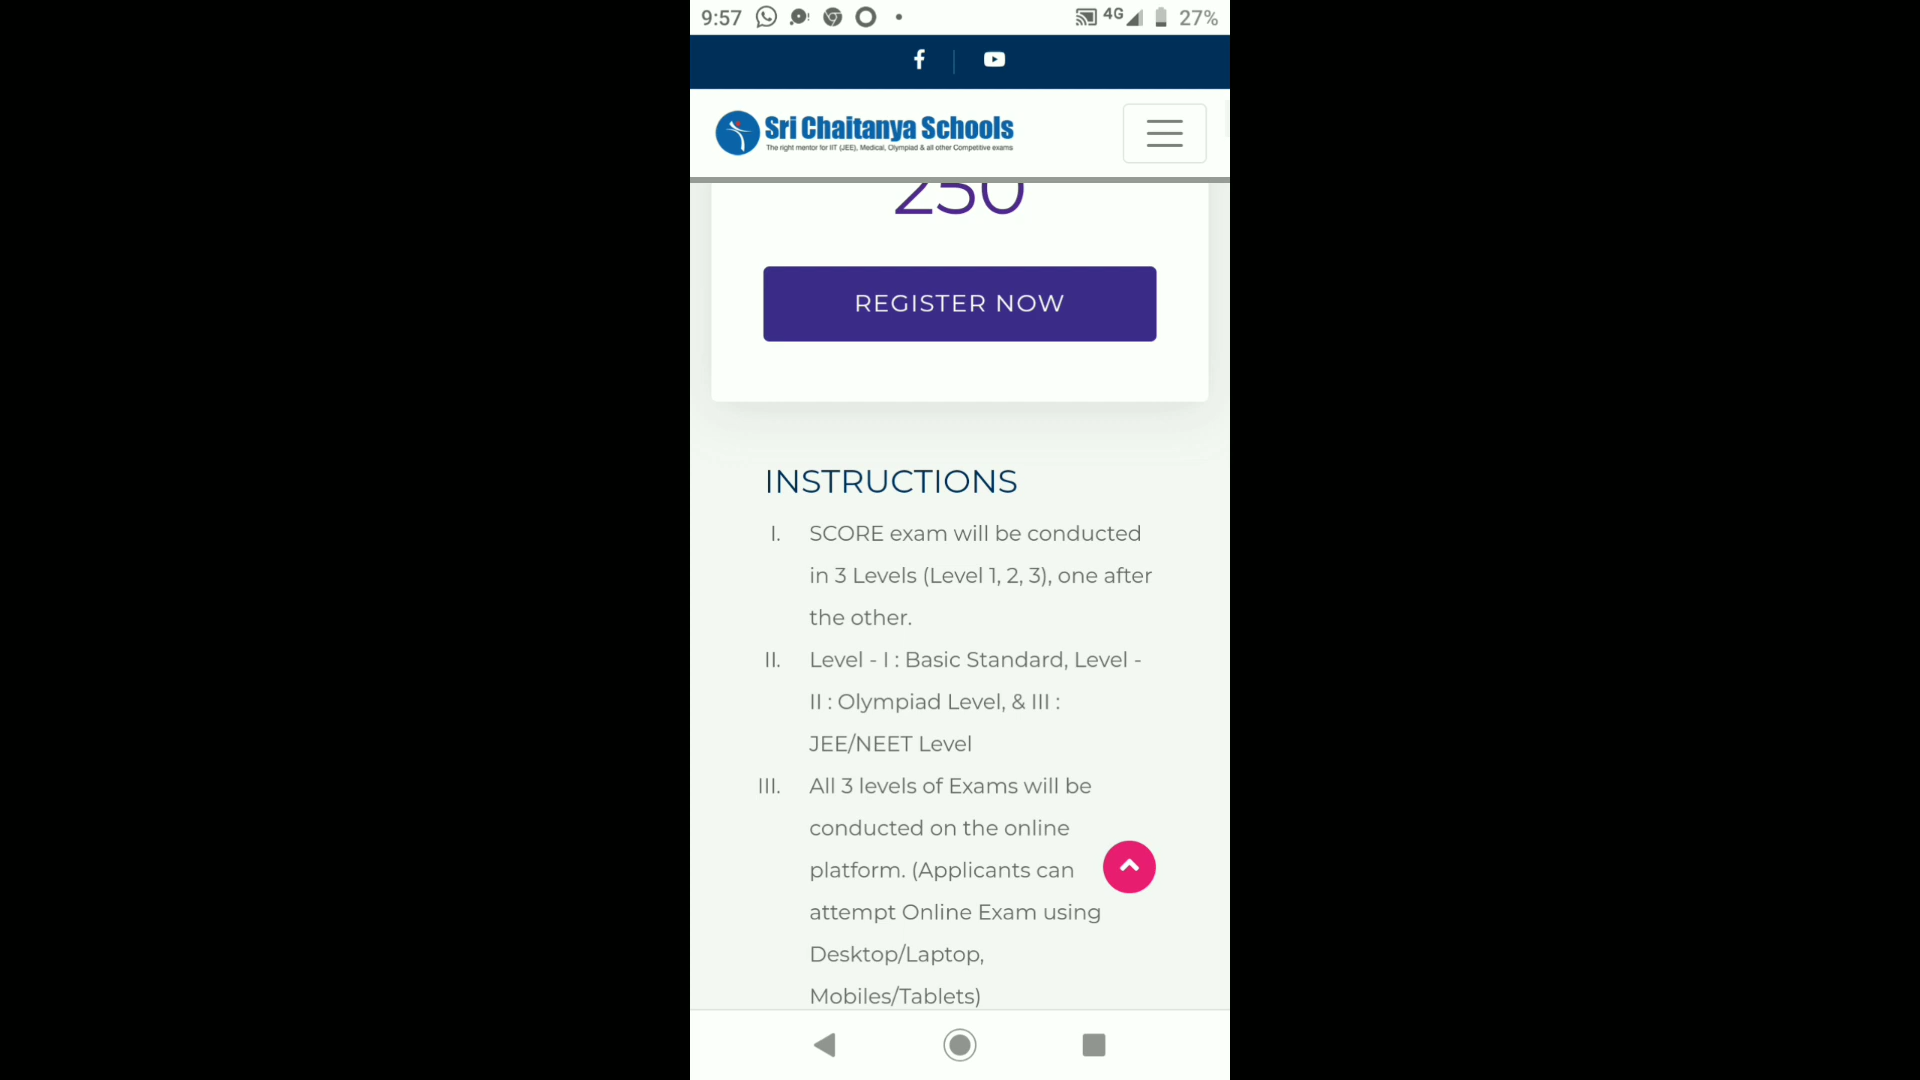 9:57
4G
27%
Sri Chaitanya Schools
The right mentor for IIT (JEE), Medical, Olympiad & all other Competitive exams
250
REGISTER NOW
INSTRUCTIONS
I. SCORE exam will be conducted
in 3 Levels (Level 1, 2, 3), one after
the other.
II. Level - I : Basic Standard, Level -
II : Olympiad Level, & III :
JEE/NEET Level
III. All 3 levels of Exams will be
conducted on the online
platform. (Applicants can
attempt Online Exam using
Desktop/Laptop,
Mobiles/Tablets)